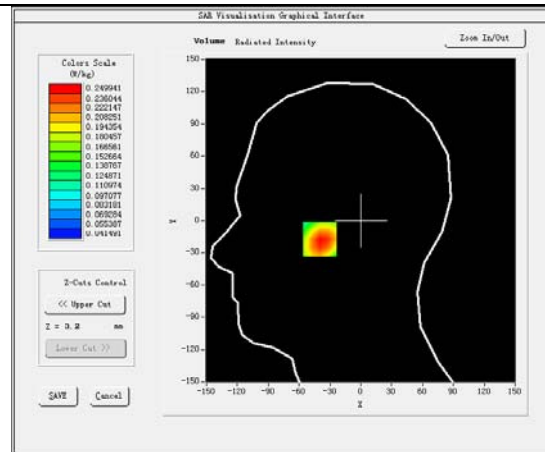 SAR Visualisation Graphical Interface
Volume Radiated Intensity
Zoom In/Out
Colors Scale
(W/kg)
0.249941
0.236044
0.222147
0.208251
0.194354
0.180457
0.166561
0.152664
0.138767
0.124871
0.110974
0.097077
0.083181
0.069284
0.055387
0.041491
Z-Cuts Control
<< Upper Cut
Z = 3.2 mm
Lower Cut >>
SAVE Cancel
150
120
90
60
30
0
-30
-60
-90
-120
-150
Y
-150 -120 -90 -60 -30 0 30 60 90 120 150
X